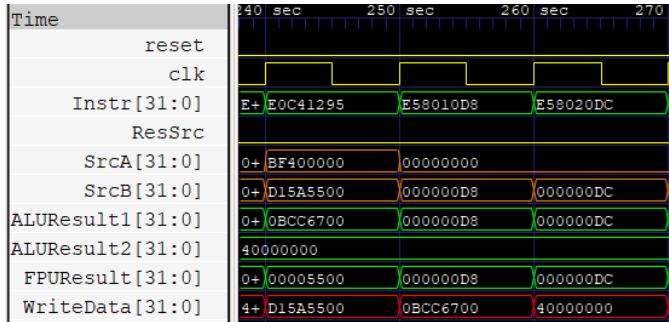 Time 240 sec 250 sec 260 sec 270
reset
clk
Instr[31:0] E+ E0C41295 E58010D8 E58020DC
ResSrc
SrcA[31:0] 0+ BF400000 00000000
SrcB[31:0] 0+ D15A5500 000000D8 000000DC
ALUResult1[31:0] 0+ 0BCC6700 000000D8 000000DC
ALUResult2[31:0] 40000000
FPUResult[31:0] 0+ 00005500 000000D8 000000DC
WriteData[31:0] 4+ D15A5500 0BCC6700 40000000